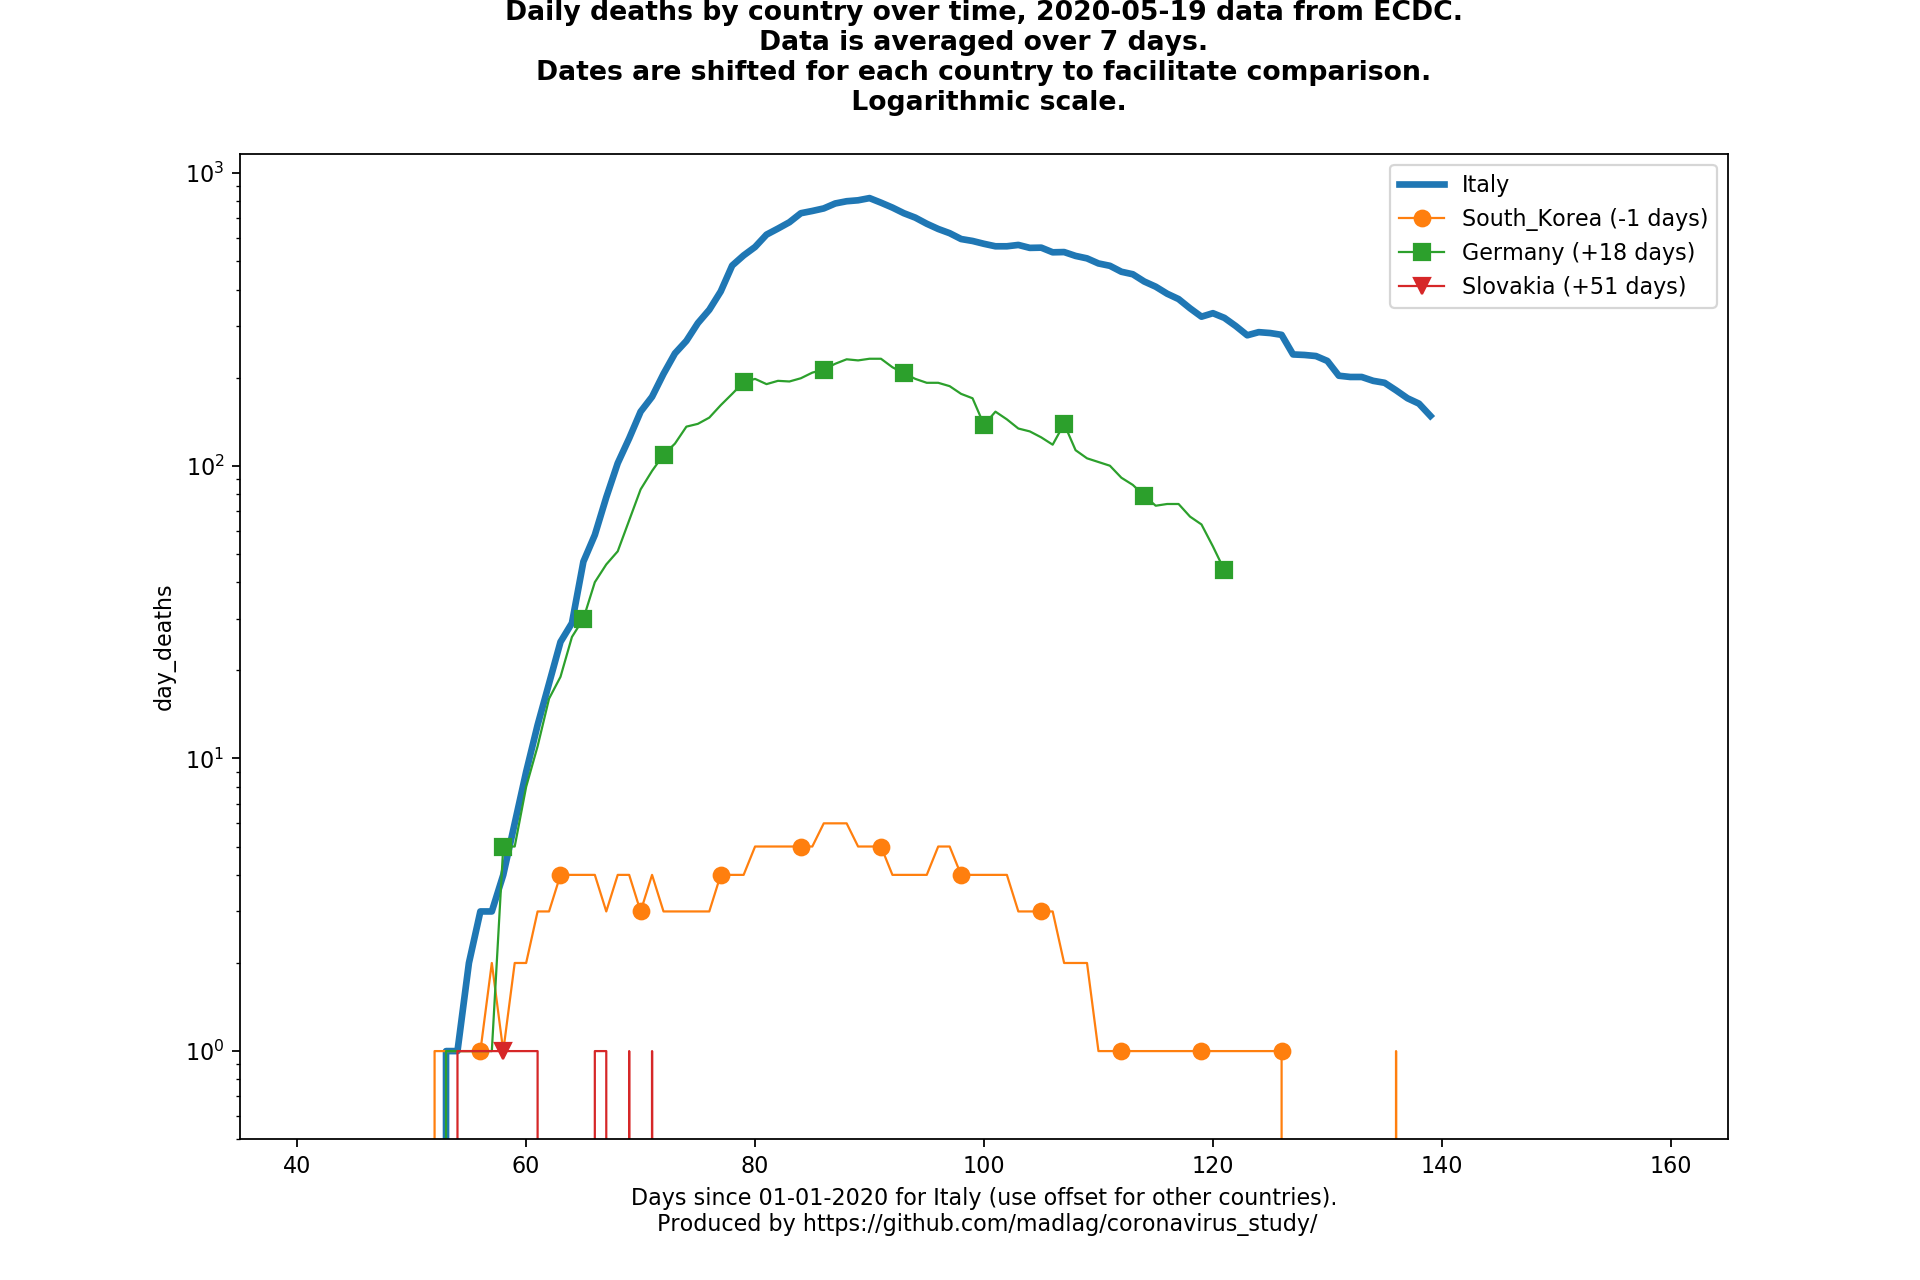 Daily deaths by country over time, 2020-05-19 data from ECDC.
Data is averaged over 7 days.
Dates are shifted for each country to facilitate comparison.
Logarithmic scale.
10³
10²
10¹
10⁰
day_deaths
Italy
South_Korea (-1 days)
Germany (+18 days)
Slovakia (+51 days)
40 60 80 100 120 140 160
Days since 01-01-2020 for Italy (use offset for other countries).
Produced by https://github.com/madlag/coronavirus_study/